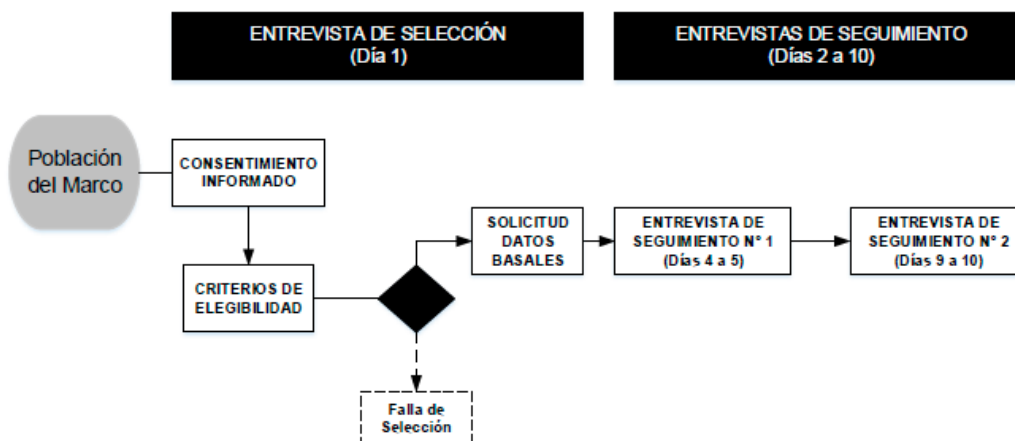 ENTREVISTA DE SELECCIÓN
(Día 1)
ENTREVISTAS DE SEGUIMIENTO
(Días 2 a 10)
Población
del Marco
CONSENTIMIENTO
INFORMADO
CRITERIOS DE
ELEGIBILIDAD
SOLICITUD
DATOS
BASALES
ENTREVISTA DE
SEGUIMIENTO N° 1
(Días 4 a 5)
ENTREVISTA DE
SEGUIMIENTO N° 2
(Días 9 a 10)
Falla de
Selección